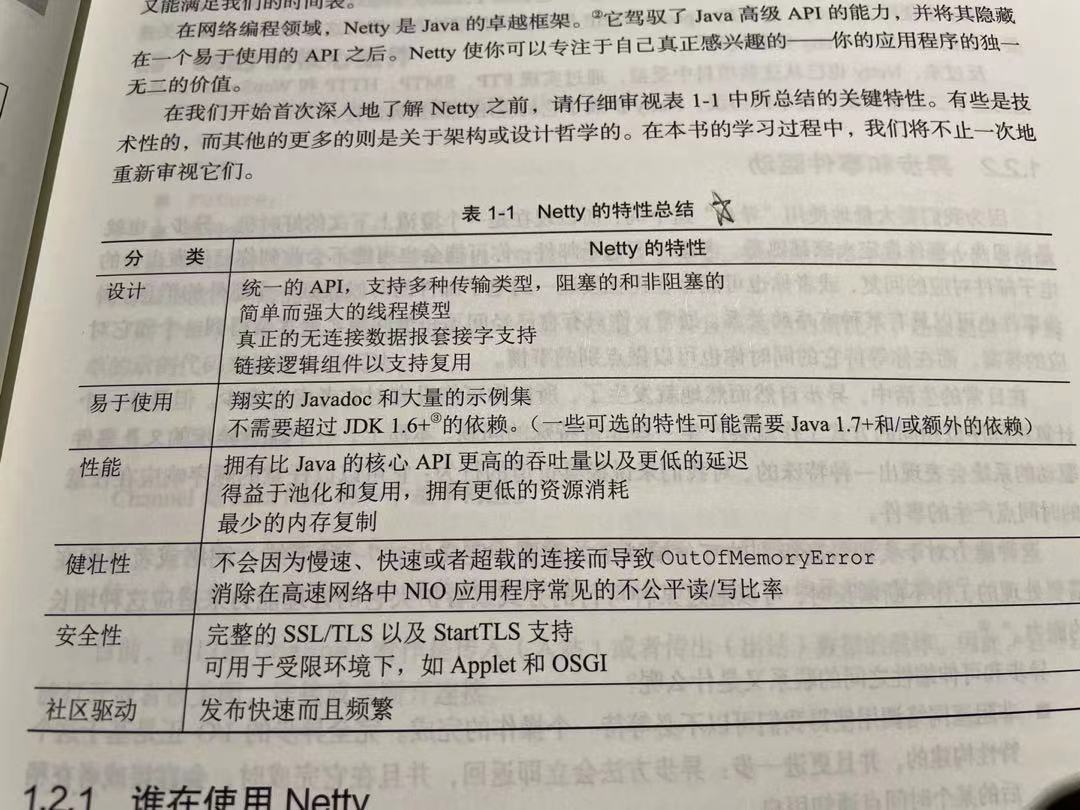 又能满足我们的时间表。
在网络编程领域，Netty 是 Java 的卓越框架。②它驾驭了 Java 高级 API 的能力，并将其隐藏
在一个易于使用的 API 之后。Netty 使你可以专注于自己真正感兴趣的——你的应用程序的独一
无二的价值。
在我们开始首次深入地了解 Netty 之前，请仔细审视表 1-1 中所总结的关键特性。有些是技
术性的，而其他的更多的则是关于架构或设计哲学的。在本书的学习过程中，我们将不止一次地
重新审视它们。
表 1-1 Netty 的特性总结
分 类 Netty 的特性
设计 统一的 API，支持多种传输类型，阻塞的和非阻塞的
简单而强大的线程模型
真正的无连接数据报套接字支持
链接逻辑组件以支持复用
易于使用 翔实的 Javadoc 和大量的示例集
不需要超过 JDK 1.6+③的依赖。（一些可选的特性可能需要 Java 1.7+和/或额外的依赖）
性能 拥有比 Java 的核心 API 更高的吞吐量以及更低的延迟
得益于池化和复用，拥有更低的资源消耗
最少的内存复制
健壮性 不会因为慢速、快速或者超载的连接而导致 OutOfMemoryError
消除在高速网络中 NIO 应用程序常见的不公平读/写比率
安全性 完整的 SSL/TLS 以及 StartTLS 支持
可用于受限环境下，如 Applet 和 OSGI
社区驱动 发布快速而且频繁
1.2.1 谁在使用 Netty